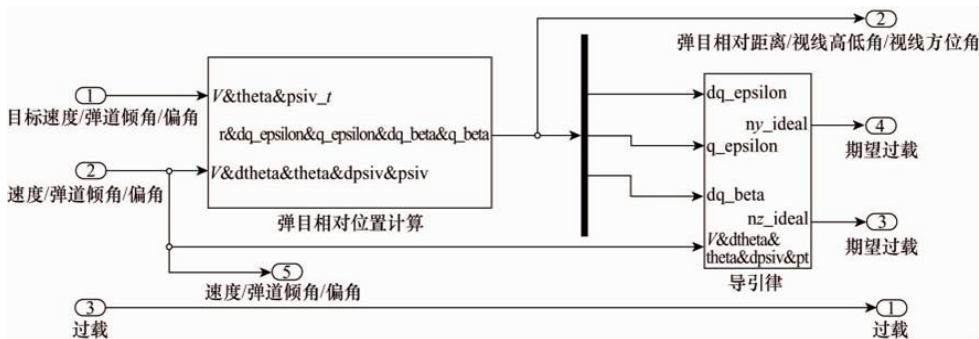 2
弹目相对距离/视线高低角/视线方位角
1
目标速度/弹道倾角/偏角
V&theta&psiv_t
r&dq_epsilon&q_epsilon&dq_beta&q_beta
2
速度/弹道倾角/偏角
V&dtheta&theta&dpsiv&psiv
弹目相对位置计算
dq_epsilon
ny_ideal
4
期望过载
q_epsilon
dq_beta
nz_ideal
3
期望过载
V&dtheta&
theta&dpsiv&pt
导引律
5
速度/弹道倾角/偏角
3
过载
1
过载